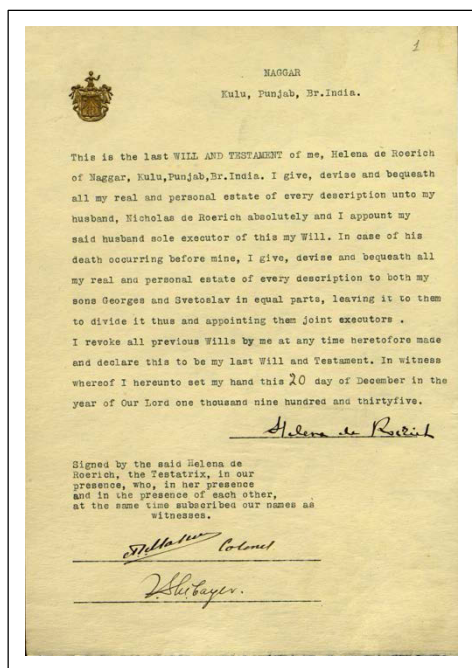 1
NAGGAR
Kulu, Punjab, Br.India.
This is the last WILL AND TESTAMENT of me, Helena de Roerich
of Naggar, Kulu,Punjab,Br.India. I give, devise and bequeath
all my real and personal estate of every description unto my
husband, Nicholas de Roerich absolutely and I appount my
said husband sole executor of this my Will. In case of his
death occurring before mine, I give, devise and bequeath all
my real and personal estate of every description to both my
sons Georges and Svetoslav in equal parts, leaving it to them
to divide it thus and appointing them joint executors .
I revoke all previous Wills by me at any time heretofore made
and declare this to be my last Will and Testament. In witness
whereof I hereunto set my hand this 20 day of December in the
year of Our Lord one thousand nine hundred and thirtyfive.
Helena de Roerich
Signed by the said Helena de
Roerich, the Testatrix, in our
presence, who, in her presence
and in the presence of each other,
at the same time subscribed our names as
witnesses.
Colonel